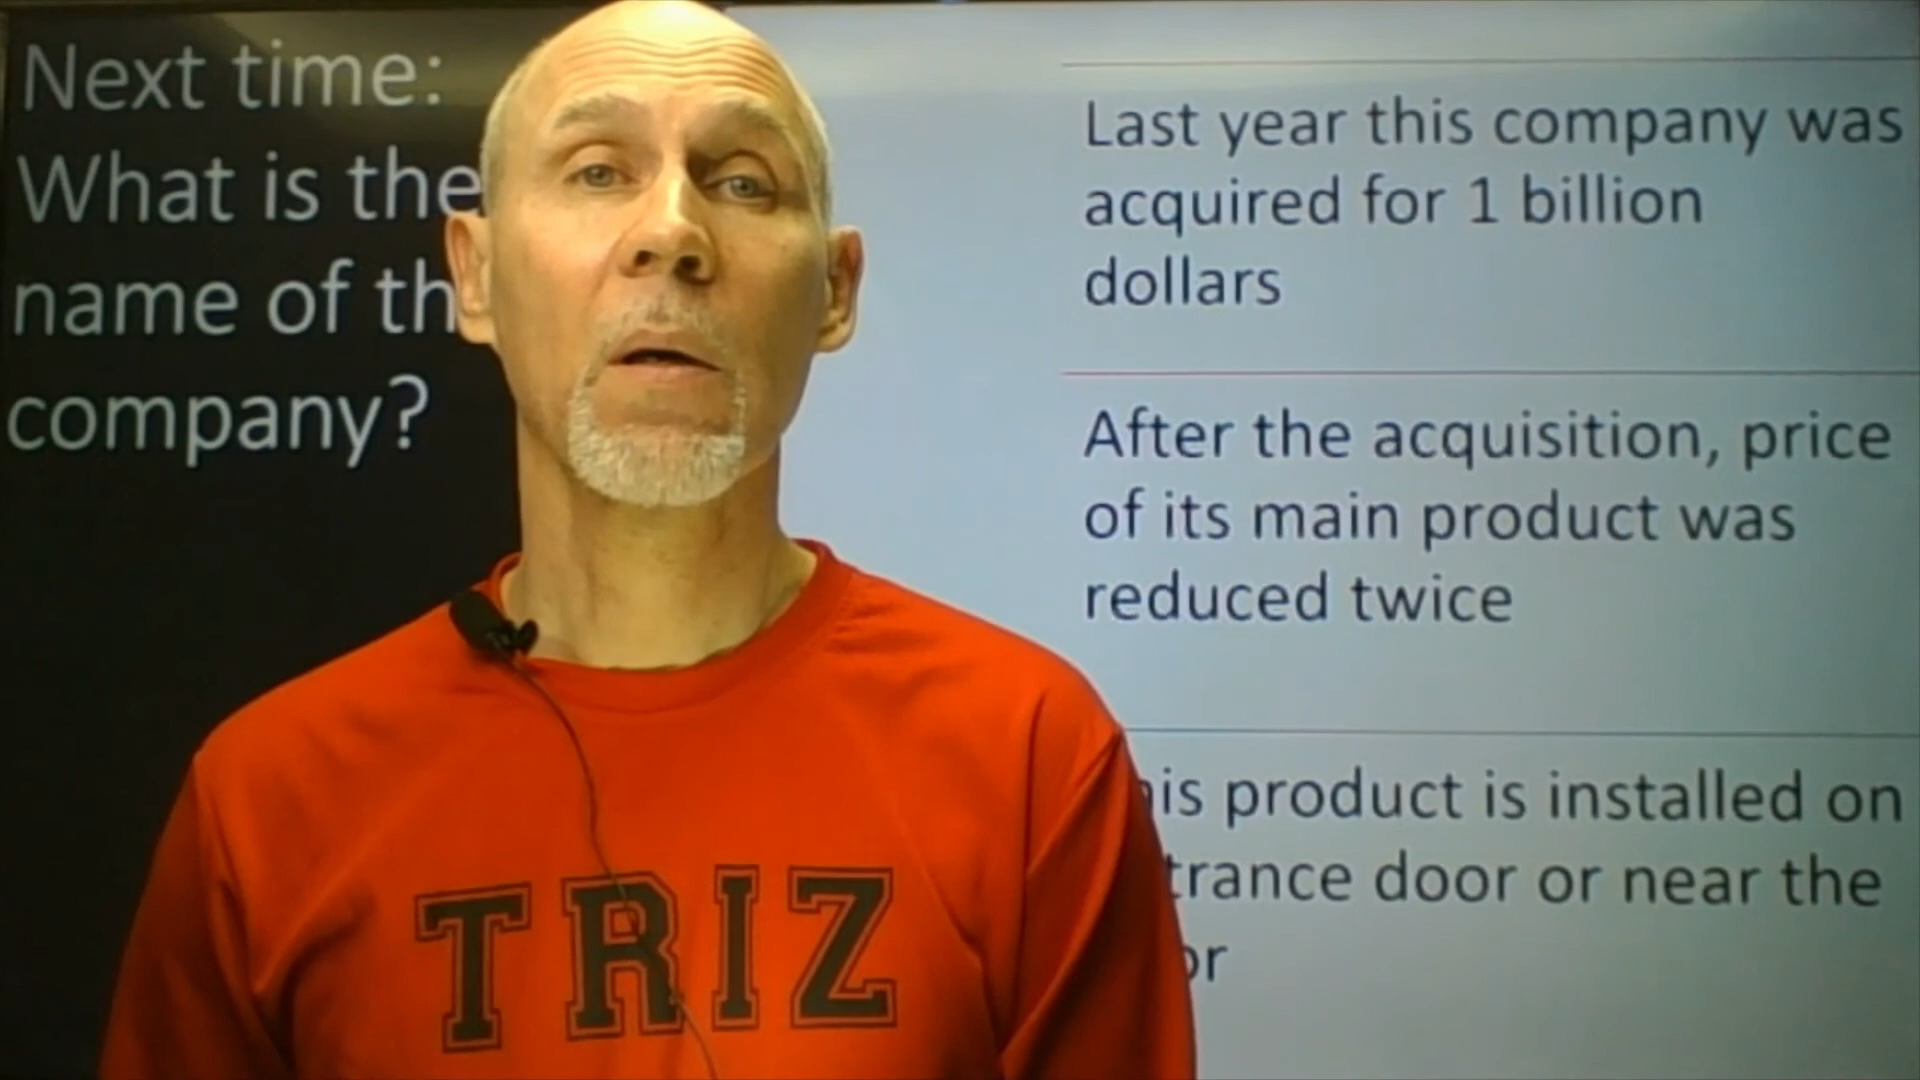 Next time:
What is the
name of th
company?
Last year this company was
acquired for 1 billion
dollars
After the acquisition, price
of its main product was
reduced twice
is product is installed on
trance door or near the
or
TRIZ